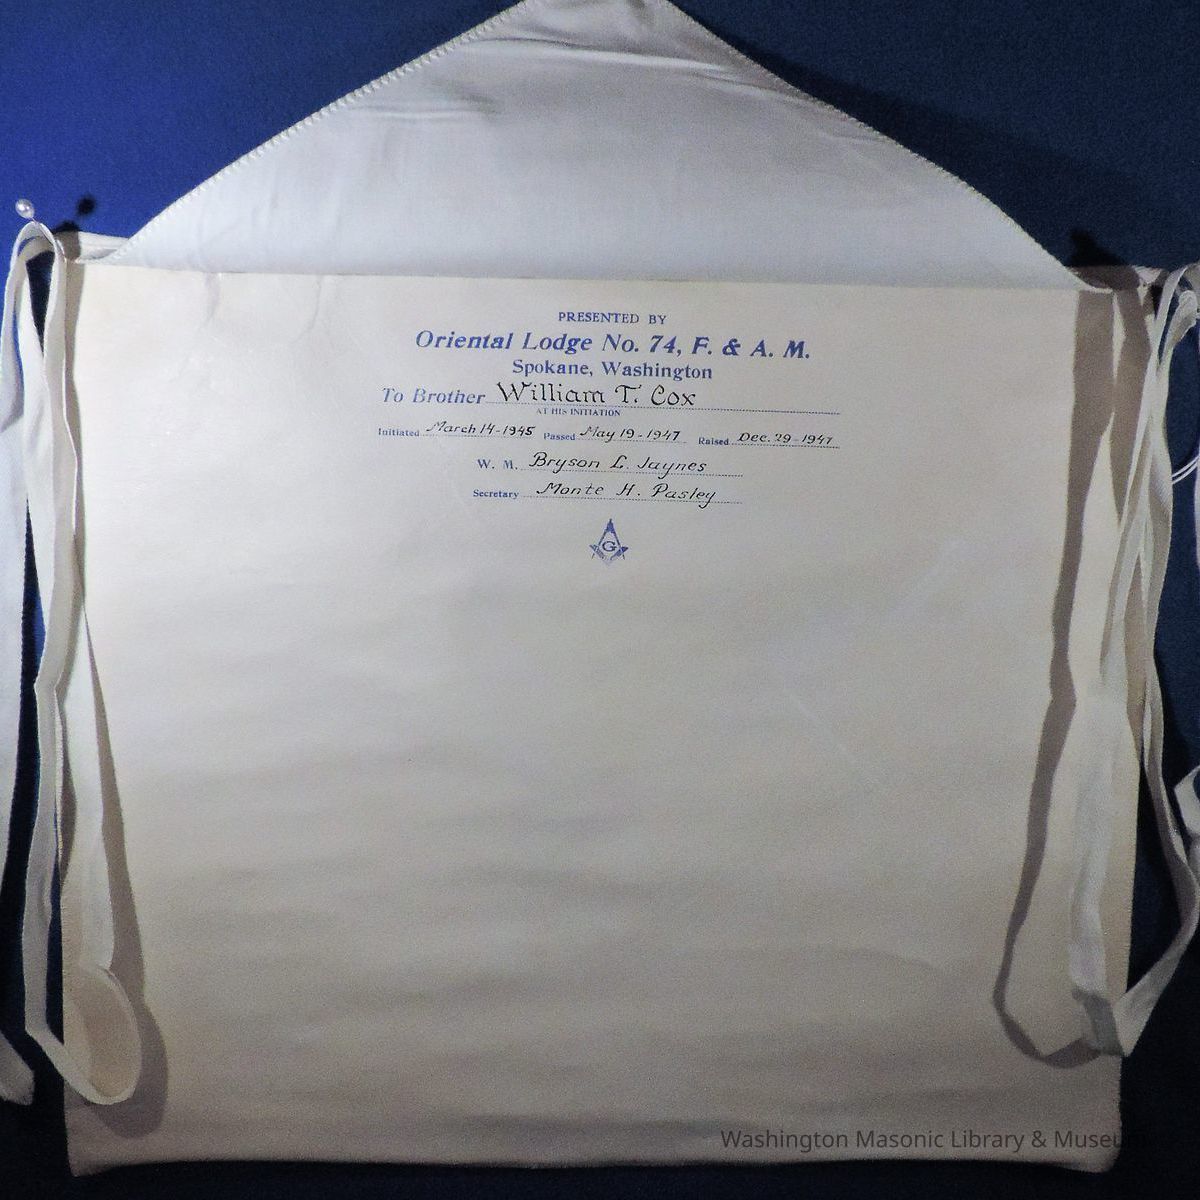 PRESENTED BY
Oriental Lodge No. 74, F. & A. M.
Spokane, Washington
To Brother William T. Cox
AT HIS INITIATION
Initiated March 14-1945 Passed May 19-1947 Raised Dec. 29-1947
W. M. Bryson L. Jaynes
Secretary Monte H. Pasley
G
Washington Masonic Library & Museum